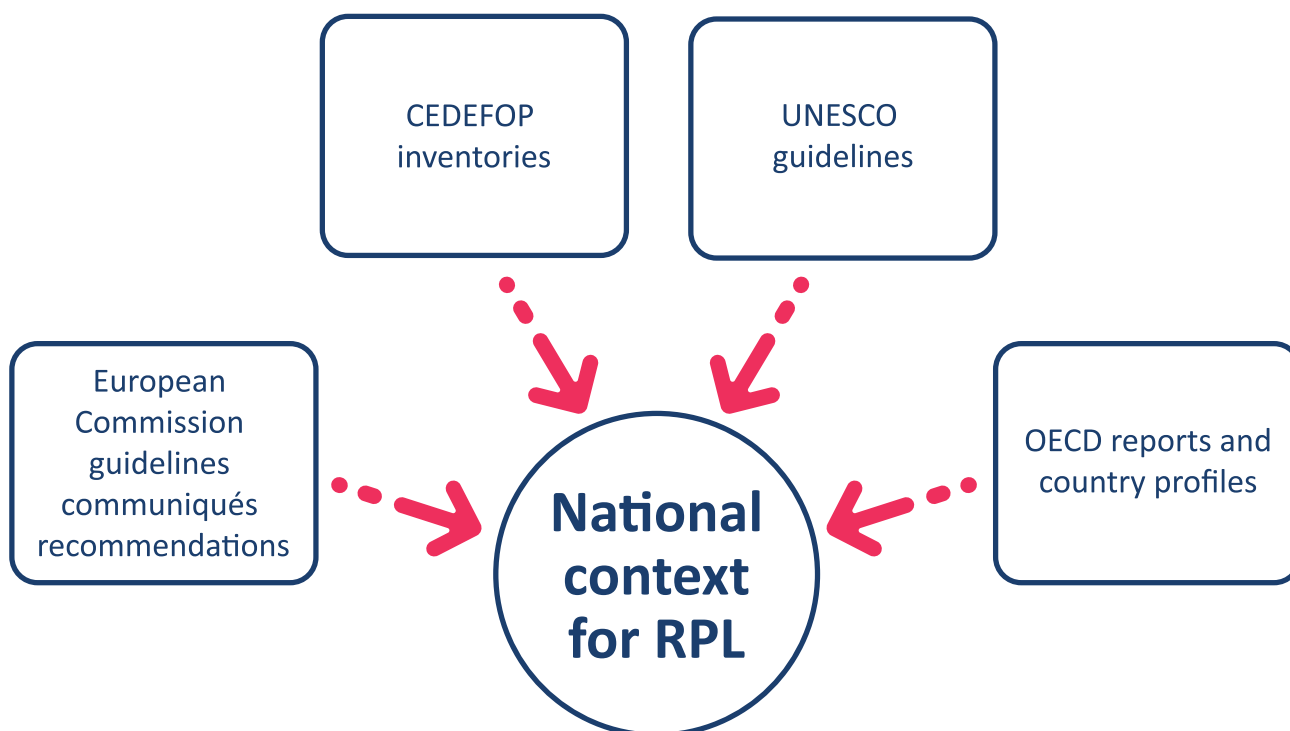 CEDEFOP
inventories
UNESCO
guidelines
European
Commission
guidelines
communiqués
recommendations
OECD reports and
country profiles
National
context
for RPL